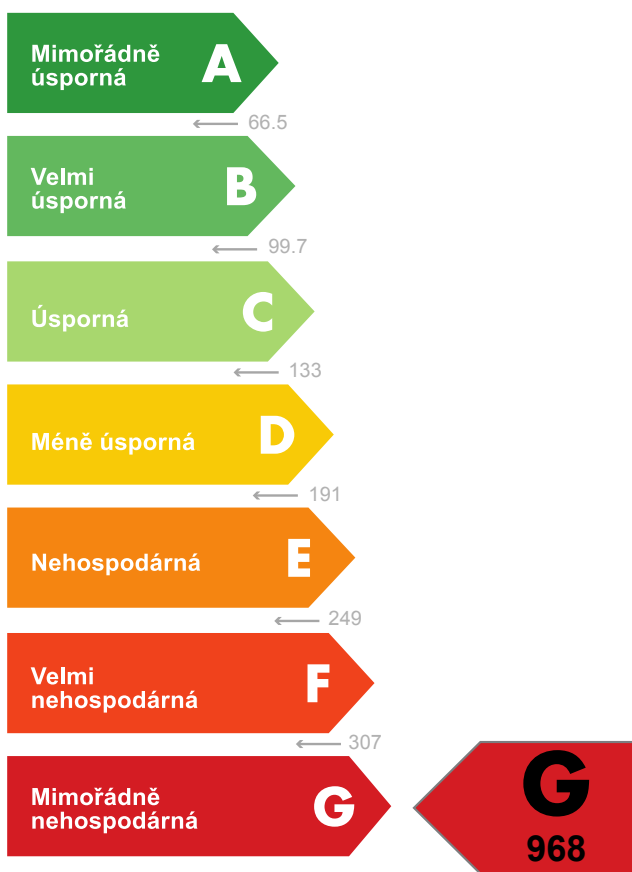 Mimořádně
úsporná
A
66.5
Velmi
úsporná
B
99.7
Úsporná
C
133
Méně úsporná
D
191
Nehospodárná
E
249
Velmi
nehospodárná
F
307
Mimořádně
nehospodárná
G
G
968